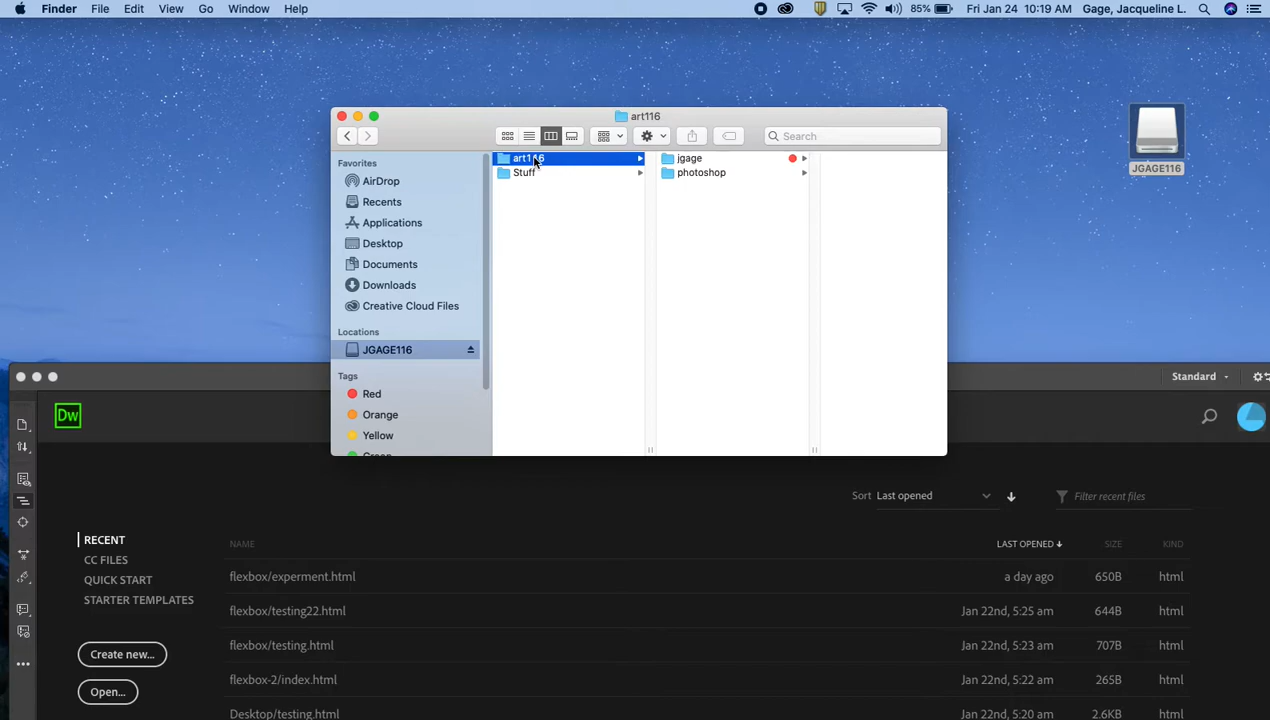 Finder File Edit View Go Window Help 85% Fri Jan 24 10:19 AM Gage, Jacqueline L.
art116
Search
Favorites
AirDrop
Recents
Applications
Desktop
Documents
Downloads
Creative Cloud Files
Locations
JGAGE116
Tags
Red
Orange
Yellow
Green
art116
Stuff
jgage
photoshop
JGAGE116
Standard
Dw
Sort Last opened
Filter recent files
RECENT
CC FILES
QUICK START
STARTER TEMPLATES
Create new...
Open...
NAME LAST OPENED SIZE KIND
flexbox/experment.html a day ago 650B html
flexbox/testing22.html Jan 22nd, 5:25 am 644B html
flexbox/testing.html Jan 22nd, 5:23 am 707B html
flexbox-2/index.html Jan 22nd, 5:22 am 265B html
Desktop/testing.html Jan 22nd, 5:20 am 2.6KB html